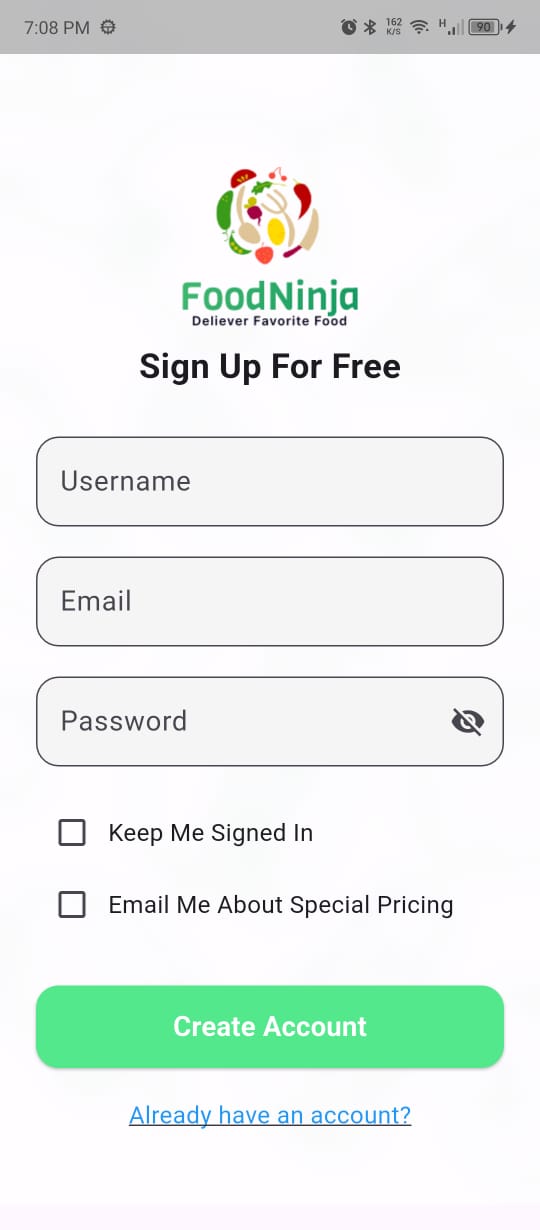 7:08 PM
162
K/S
H
90
FoodNinja
Deliever Favorite Food
Sign Up For Free
Username
Email
Password
Keep Me Signed In
Email Me About Special Pricing
Create Account
Already have an account?